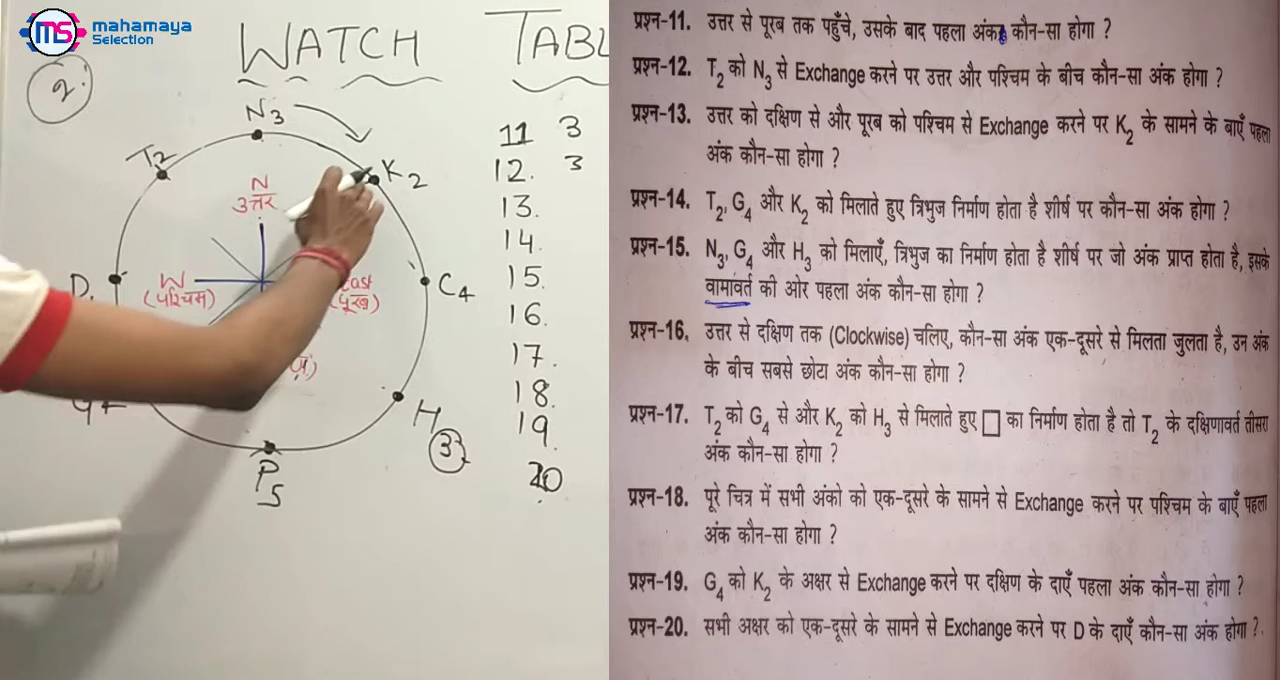 mahamaya
Selection
MS
WATCH
2.
N3
T2
K2
N
उत्तर
W
(पश्चिम)
East
(पूरब)
D.
C4
H
3
P5
11 3
12. 3
13.
14.
15.
16.
17.
18.
19.
20
प्रश्न-11. उत्तर से पूरब तक पहुँचे, उसके बाद पहला अंक कौन-सा होगा ?
प्रश्न-12. T2 को N3 से Exchange करने पर उत्तर और पश्चिम के बीच कौन-सा अंक होगा ?
प्रश्न-13. उत्तर को दक्षिण से और पूरब को पश्चिम से Exchange करने पर K2 के सामने के बाएँ पहला
अंक कौन-सा होगा ?
प्रश्न-14. T2, G4 और K2 को मिलाते हुए त्रिभुज निर्माण होता है शीर्ष पर कौन-सा अंक होगा ?
प्रश्न-15. N3, G4 और H3 को मिलाएँ, त्रिभुज का निर्माण होता है शीर्ष पर जो अंक प्राप्त होता है, इसके
वामावर्त की ओर पहला अंक कौन-सा होगा ?
प्रश्न-16. उत्तर से दक्षिण तक (Clockwise) चलिए, कौन-सा अंक एक-दूसरे से मिलता जुलता है, उन अंक
के बीच सबसे छोटा अंक कौन-सा होगा ?
प्रश्न-17. T2 को G4 से और K2 को H3 से मिलाते हुए □ का निर्माण होता है तो T2 के दक्षिणावर्त तीसरा
अंक कौन-सा होगा ?
प्रश्न-18. पूरे चित्र में सभी अंको को एक-दूसरे के सामने से Exchange करने पर पश्चिम के बाएँ पहला
अंक कौन-सा होगा ?
प्रश्न-19. G4 को K2 के अक्षर से Exchange करने पर दक्षिण के दाएँ पहला अंक कौन-सा होगा ?
प्रश्न-20. सभी अक्षर को एक-दूसरे के सामने से Exchange करने पर D के दाएँ कौन-सा अंक होगा ?.